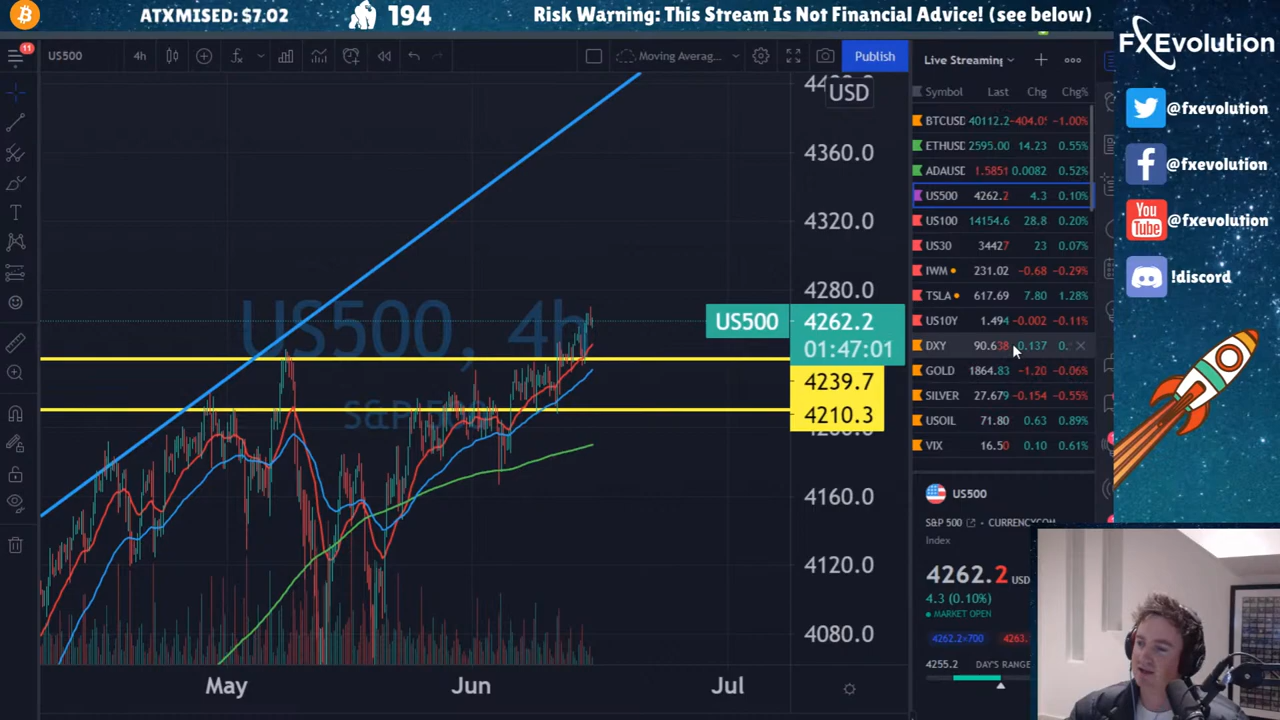 ATXMISED: $7.02
194
Risk Warning: This Stream Is Not Financial Advice! (see below)
FXEvolution
@fxevolution
@fxevolution
You Tube
@fxevolution
!discord
11
US500
4h
Moving Averag...
Publish
USD
4360.0
4320.0
4280.0
US500
4262.2
01:47:01
4239.7
4210.3
4160.0
4120.0
4080.0
US500, 4h
May
Jun
Jul
Live Streaming
Symbol Last Chg Chg%
BTCUSD 40112.2 -404.0 -1.00%
ETHUSD 2595.00 14.23 0.55%
ADAUSD 1.5851 0.0082 0.52%
US500 4262.2 4.3 0.10%
US100 14154.6 28.8 0.20%
US30 34427 23 0.07%
IWM 231.02 -0.68 -0.29%
TSLA 617.69 7.80 1.28%
US10Y 1.494 -0.002 -0.11%
DXY 90.638 0.137 0.
GOLD 1864.83 -1.20 -0.06%
SILVER 27.679 -0.154 -0.55%
USOIL 71.80 0.63 0.89%
VIX 16.50 0.10 0.61%
US500
S&P 500 • CURRENCYCOM
Index
4262.2 USD
4.3 (0.10%)
MARKET OPEN
4262.2×700 4263.
4255.2 DAY'S RANGE